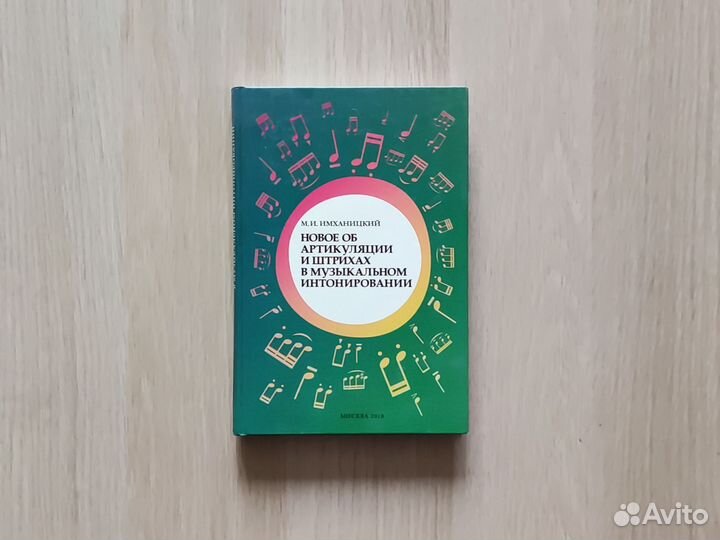 М.И. ИМХАНИЦКИЙ
НОВОЕ ОБ
АРТИКУЛЯЦИИ
И ШТРИХАХ
В МУЗЫКАЛЬНОМ
ИНТОНИРОВАНИИ
МОСКВА 2018
Avito